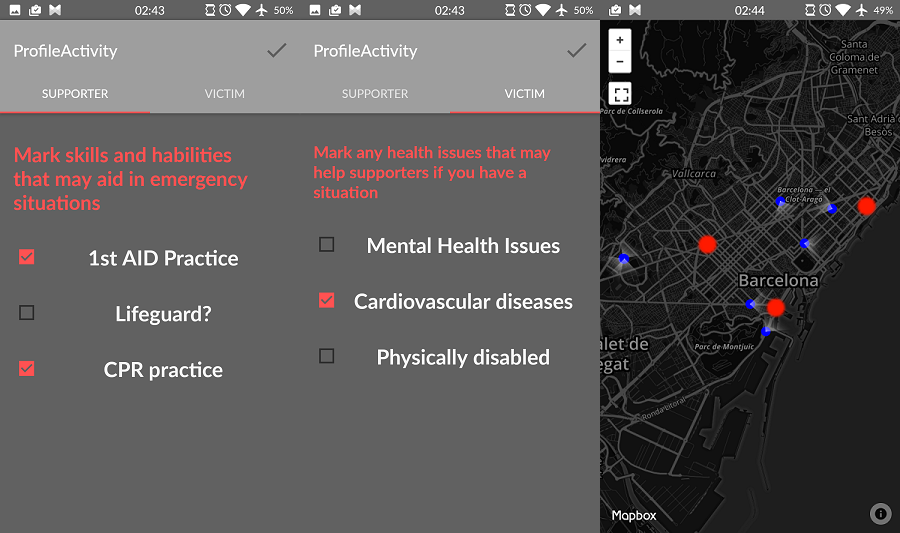 02:43
50%
ProfileActivity
SUPPORTER
VICTIM
Mark skills and habilities
that may aid in emergency
situations
1st AID Practice
Lifeguard?
CPR practice
02:43
50%
ProfileActivity
SUPPORTER
VICTIM
Mark any health issues that may
help supporters if you have a
situation
Mental Health Issues
Cardiovascular diseases
Physically disabled
02:44
49%
+
−
Santa
Coloma de
Gramenet
Parc de Collserola
Sant Adrià
Besòs
lvidrera
Vallcarca
Barcelona — el
Clot-Aragó
Barcelona
alet de
egat
Parc de Montjuïc
Ronda Litoral
Mapbox